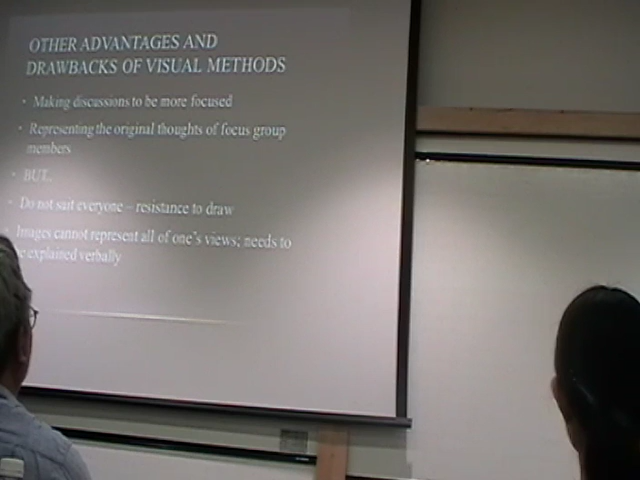 OTHER ADVANTAGES AND
DRAWBACKS OF VISUAL METHODS
• Making discussions to be more focused
• Representing the original thoughts of focus group
members
• BUT..
• Do not suit everyone – resistance to draw
Images cannot represent all of one's views; needs to
explained verbally